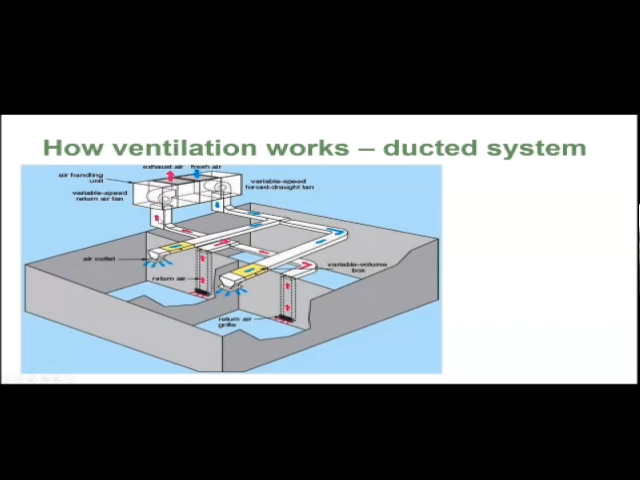 How ventilation works – ducted system
exhaust air
fresh air
air handling
unit
variable-speed
return air fan
variable-speed
forced-draught fan
air outlet
return air
variable-volume
box
return air
grille